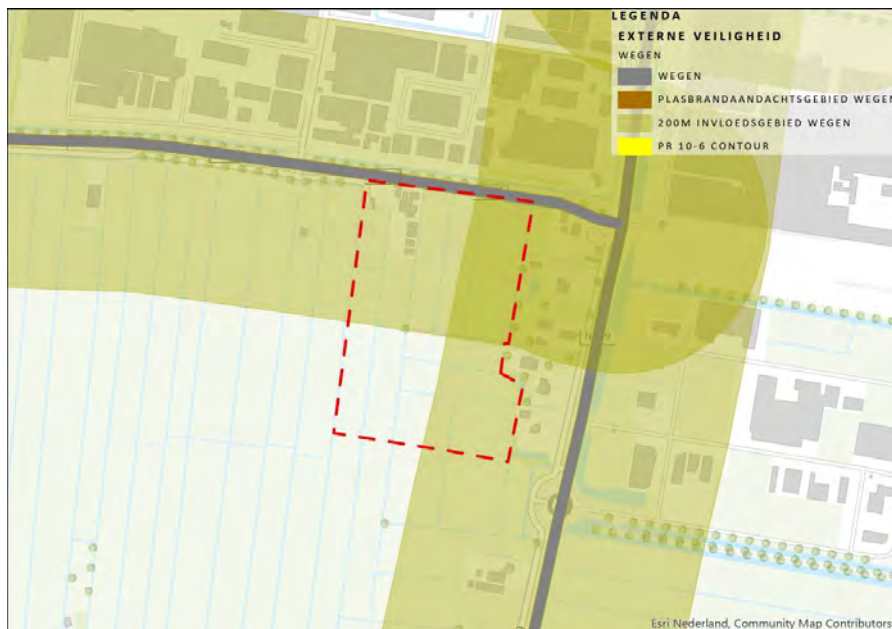 LEGENDA
EXTERNE VEILIGHEID
WEGEN
WEGEN
PLASBRANDAANDACHTSGEBIED WEGEN
200M INVLOEDSGEBIED WEGEN
PR 10-6 CONTOUR
Esri Nederland, Community Map Contributors